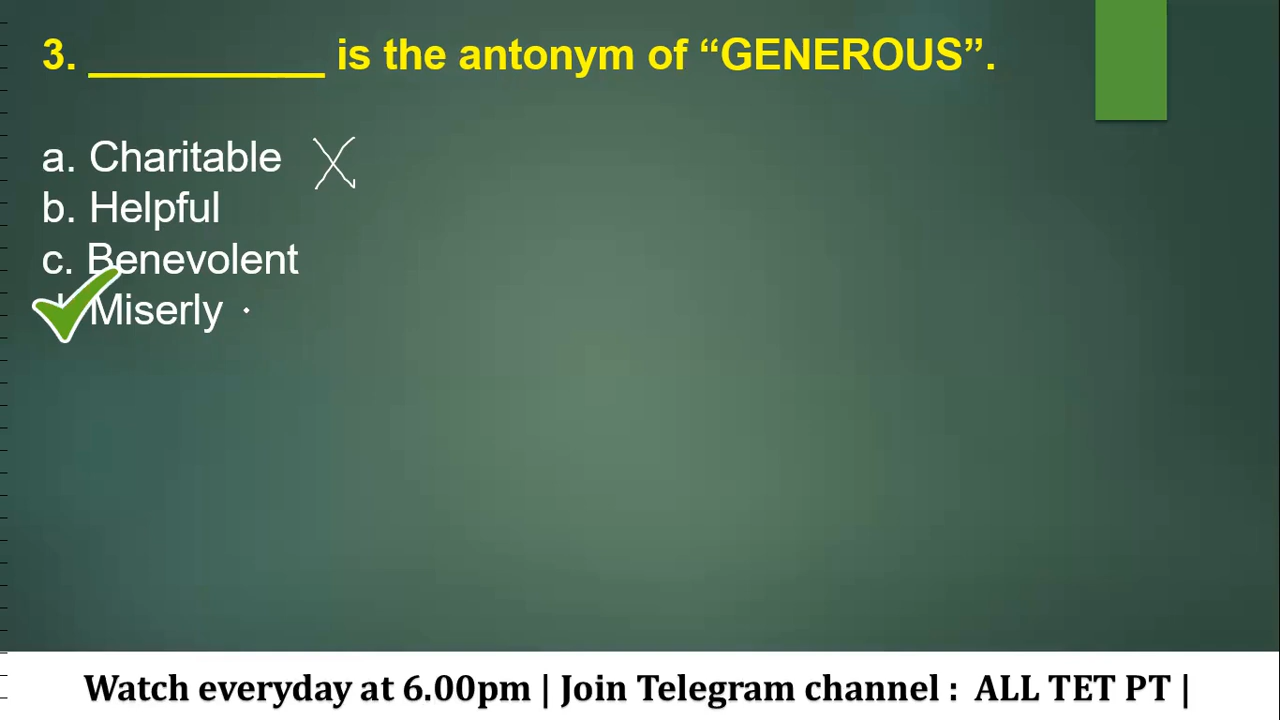 3. __________ is the antonym of “GENEROUS”.
a. Charitable X
b. Helpful
c. Benevolent
d. Miserly
Watch everyday at 6.00pm | Join Telegram channel : ALL TET PT |